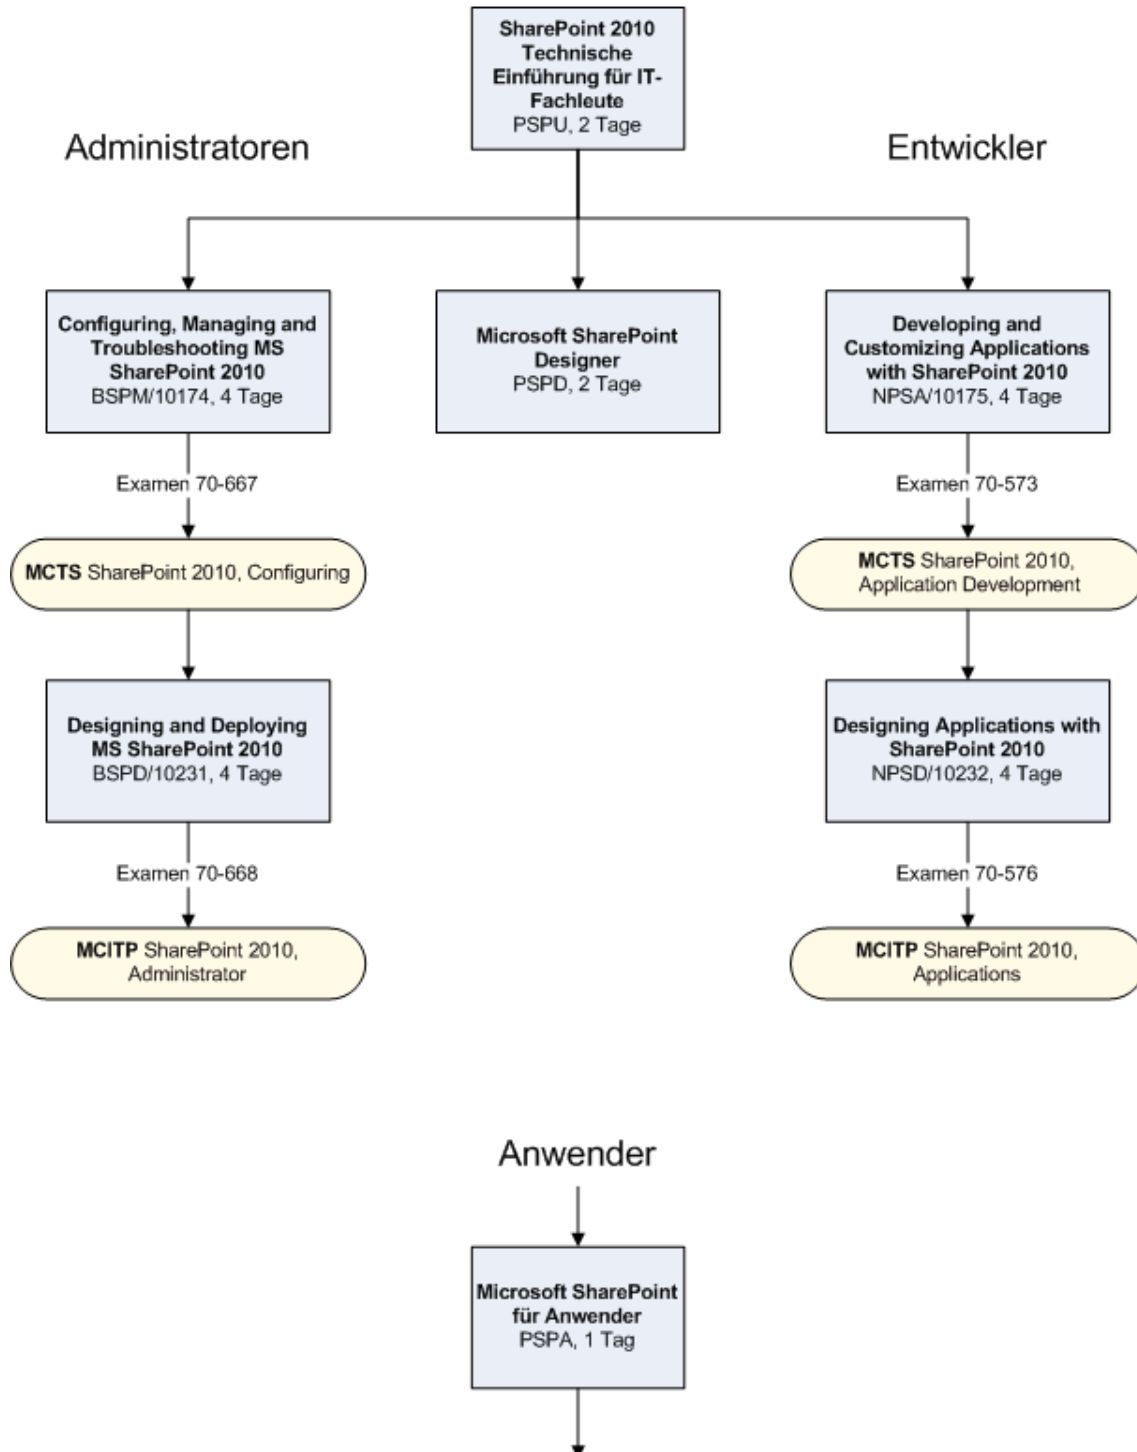 SharePoint 2010
Technische
Einführung für IT-
Fachleute
PSPU, 2 Tage
Administratoren
Entwickler
Configuring, Managing and
Troubleshooting MS
SharePoint 2010
BSPM/10174, 4 Tage
Microsoft SharePoint
Designer
PSPD, 2 Tage
Developing and
Customizing Applications
with SharePoint 2010
NPSA/10175, 4 Tage
Examen 70-667
Examen 70-573
MCTS SharePoint 2010, Configuring
MCTS SharePoint 2010,
Application Development
Designing and Deploying
MS SharePoint 2010
BSPD/10231, 4 Tage
Designing Applications with
SharePoint 2010
NPSD/10232, 4 Tage
Examen 70-668
Examen 70-576
MCITP SharePoint 2010,
Administrator
MCITP SharePoint 2010,
Applications
Anwender
Microsoft SharePoint
für Anwender
PSPA, 1 Tag